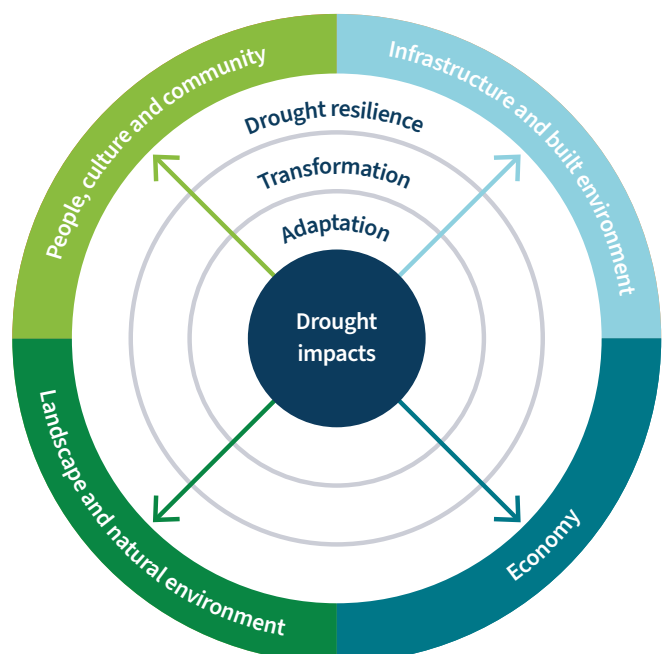 People, culture and community
Infrastructure and built environment
Drought resilience
Transformation
Adaptation
Drought
impacts
Landscape and natural environment
Economy